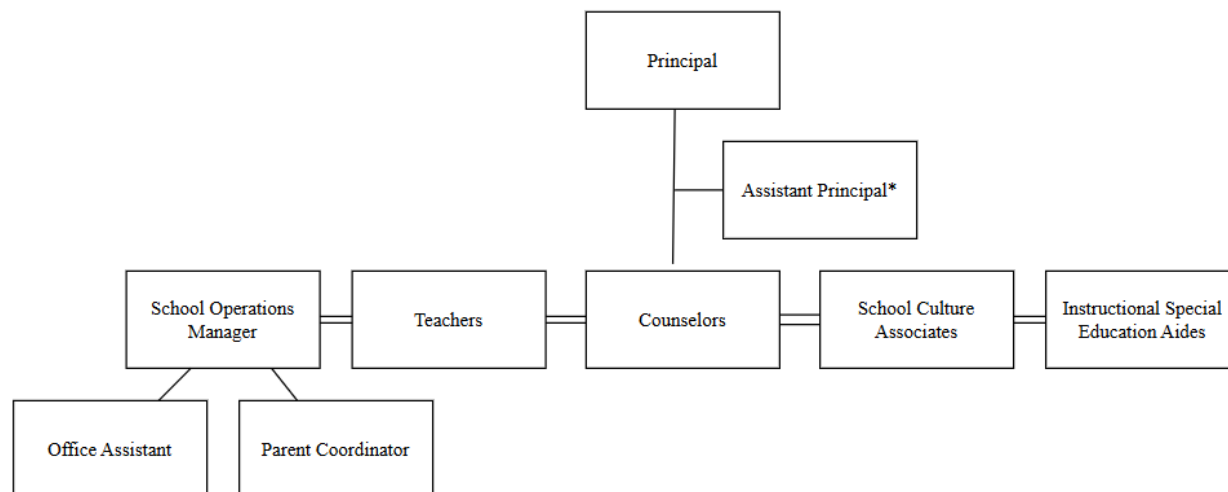 Principal
Assistant Principal*
School Operations
Manager
Teachers
Counselors
School Culture
Associates
Instructional Special
Education Aides
Office Assistant
Parent Coordinator